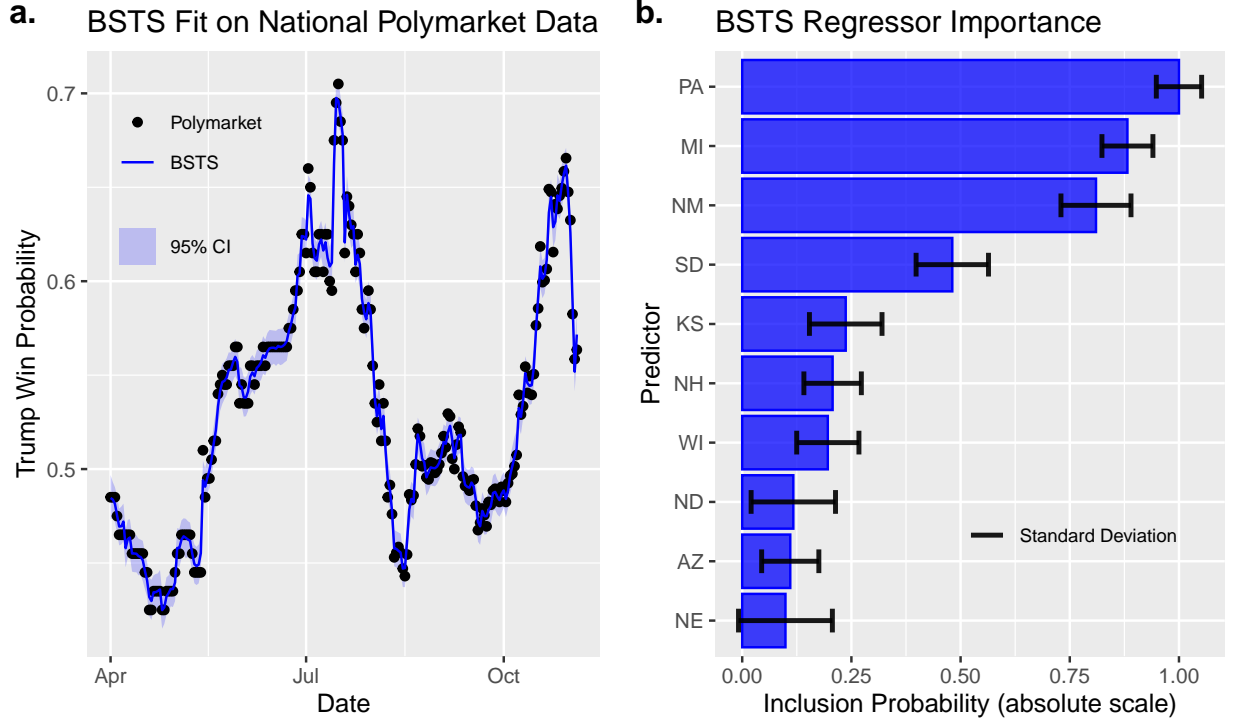 a.
BSTS Fit on National Polymarket Data
Trump Win Probability
0.7
0.6
0.5
Polymarket
BSTS
95% CI
Apr
Jul
Oct
Date
b.
BSTS Regressor Importance
Predictor
PA
MI
NM
SD
KS
NH
WI
ND
AZ
NE
Standard Deviation
0.00
0.25
0.50
0.75
1.00
Inclusion Probability (absolute scale)